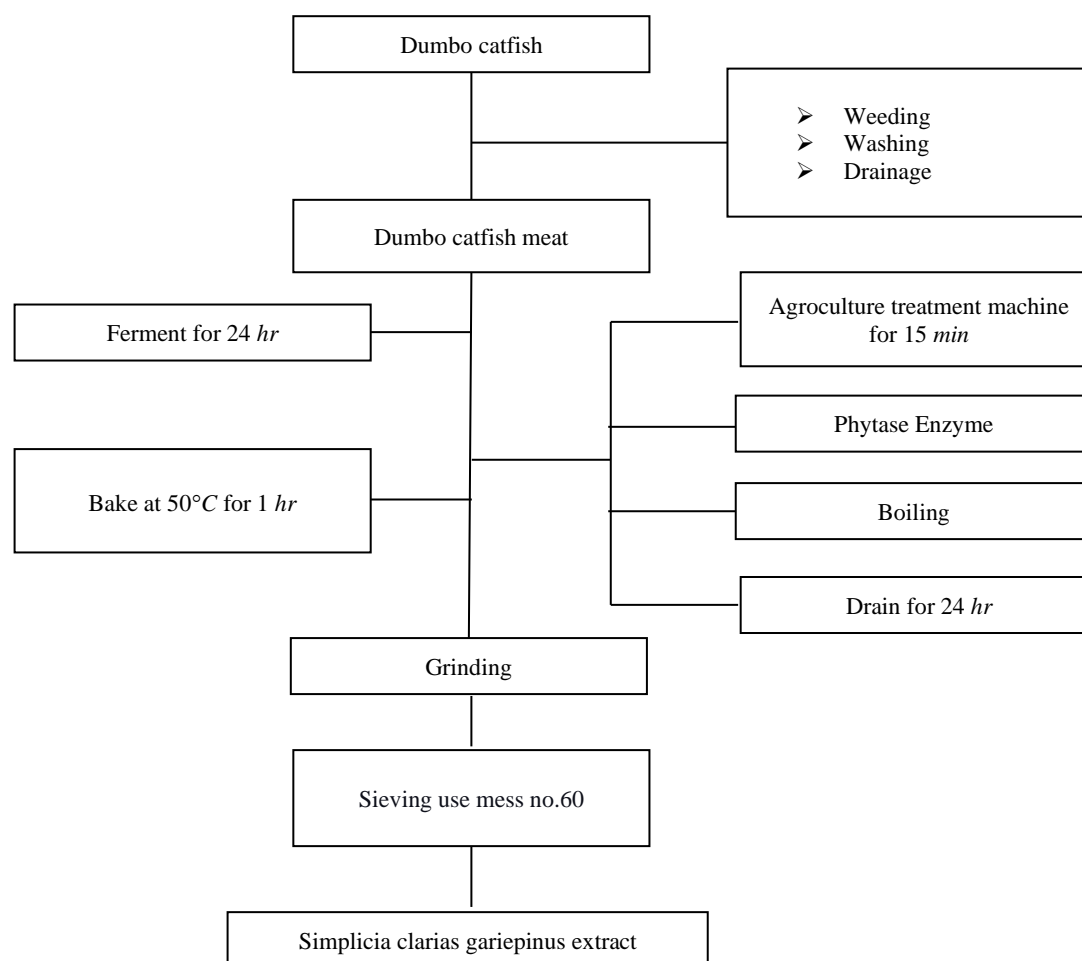 Dumbo catfish
➢ Weeding
➢ Washing
➢ Drainage
Dumbo catfish meat
Agroculture treatment machine
for 15 min
Ferment for 24 hr
Phytase Enzyme
Bake at 50°C for 1 hr
Boiling
Drain for 24 hr
Grinding
Sieving use mess no.60
Simplicia clarias gariepinus extract